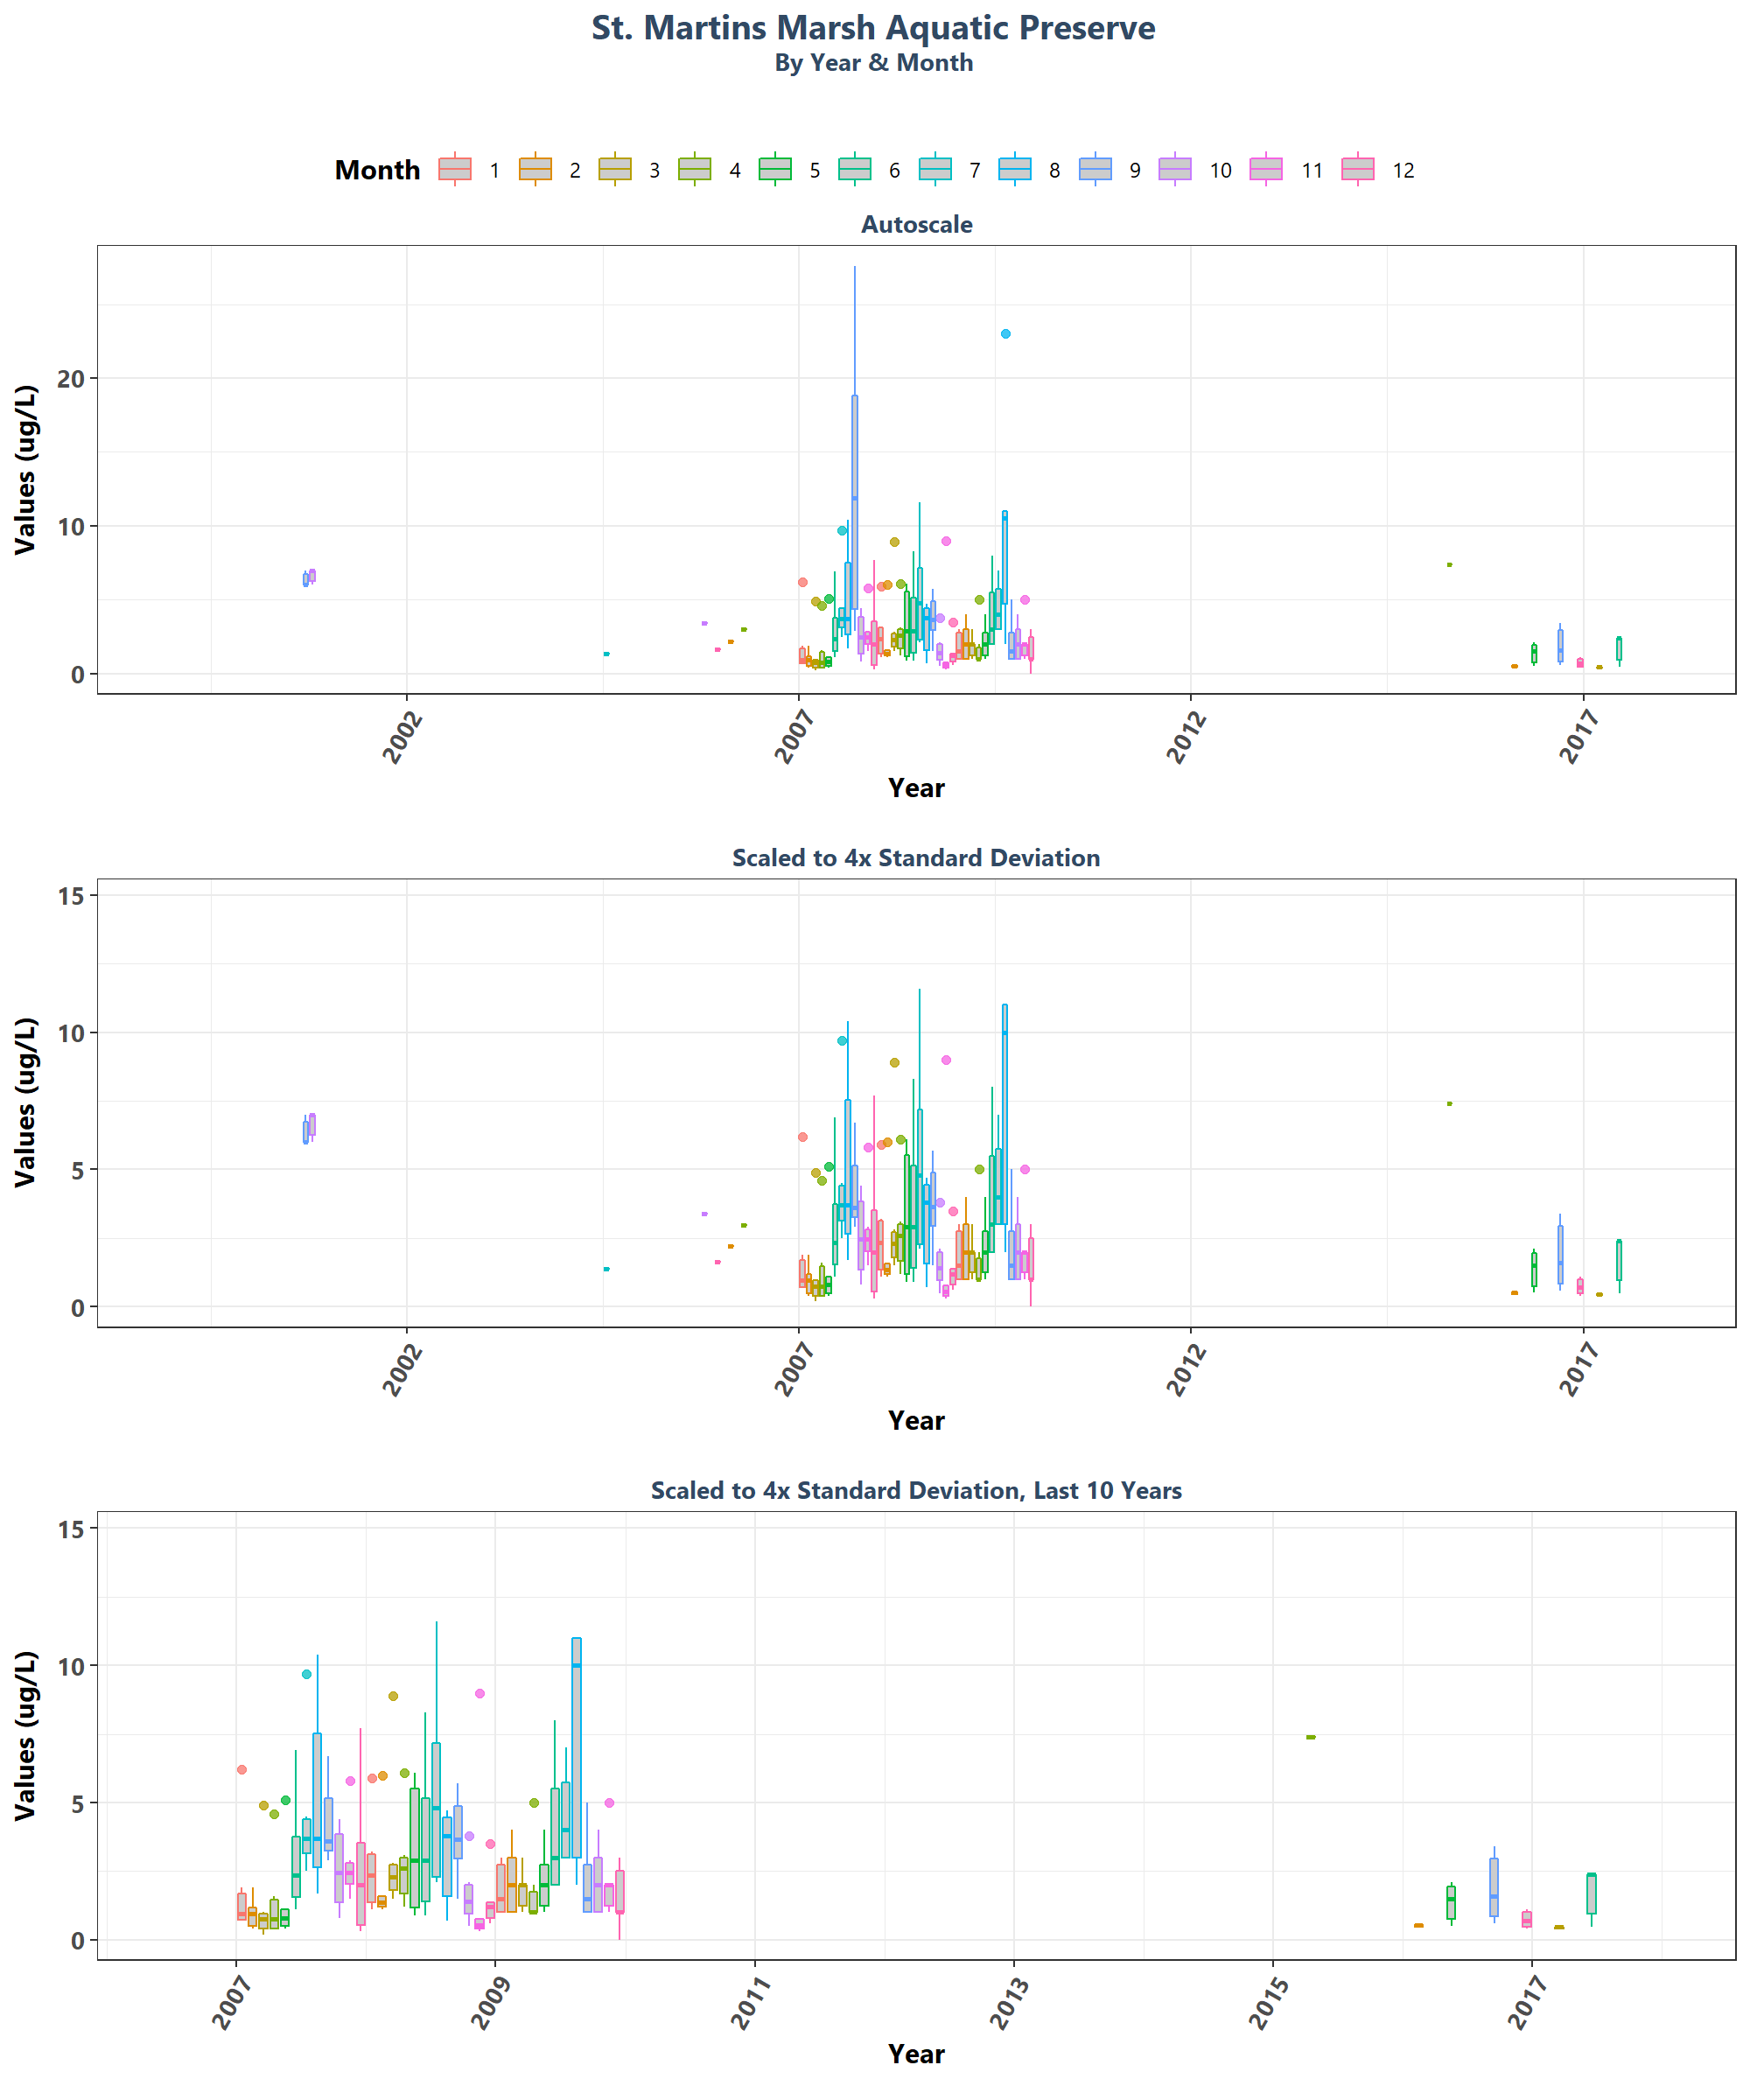 St. Martins Marsh Aquatic Preserve
By Year & Month
Month 1 2 3 4 5 6 7 8 9 10 11 12
Autoscale
Values (ug/L)
20
10
0
2002 2007 2012 2017
Year
Scaled to 4x Standard Deviation
Values (ug/L)
15
10
5
0
2002 2007 2012 2017
Year
Scaled to 4x Standard Deviation, Last 10 Years
Values (ug/L)
15
10
5
0
2007 2009 2011 2013 2015 2017
Year